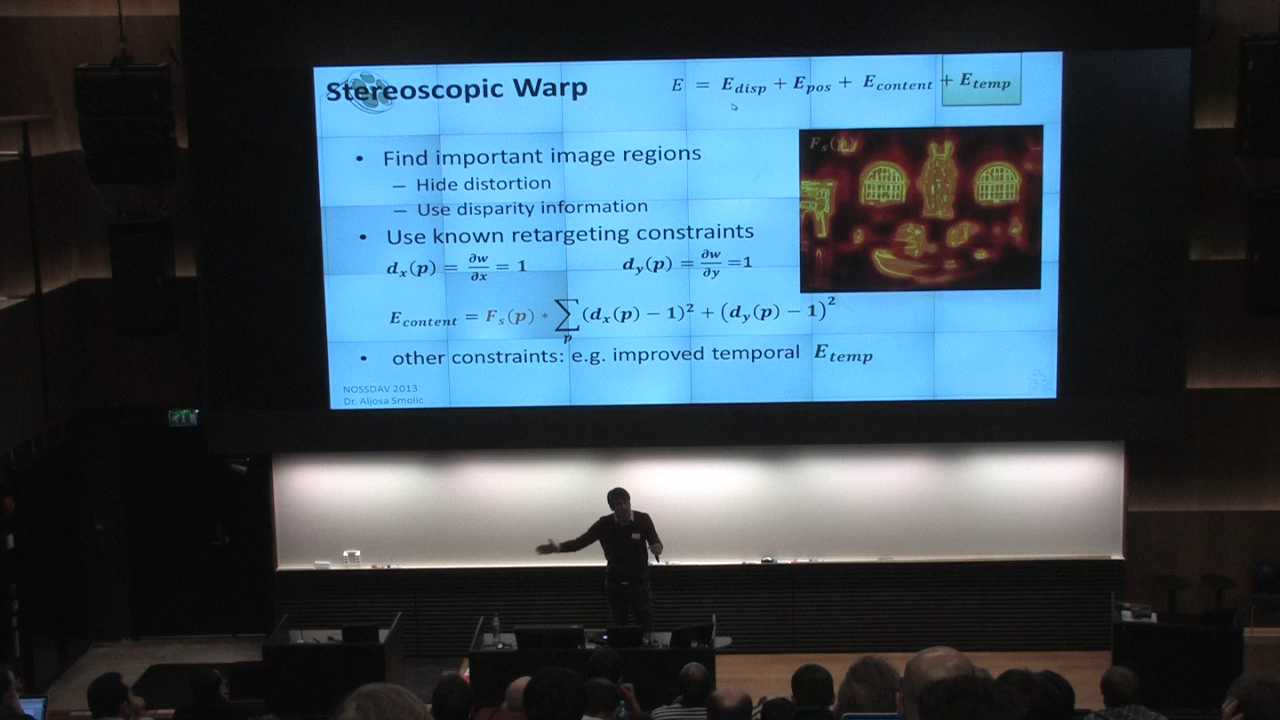 Stereoscopic Warp
E = E_disp + E_pos + E_content + E_temp
F_s(p)
• Find important image regions
– Hide distortion
– Use disparity information
• Use known retargeting constraints
d_x(p) = ∂w/∂x = 1 d_y(p) = ∂w/∂y =1
E_content = F_s(p) * ∑_p (d_x(p) − 1)² + (d_y(p) − 1)²
• other constraints: e.g. improved temporal E_temp
NOSSDAV 2013
Dr. Aljosa Smolic